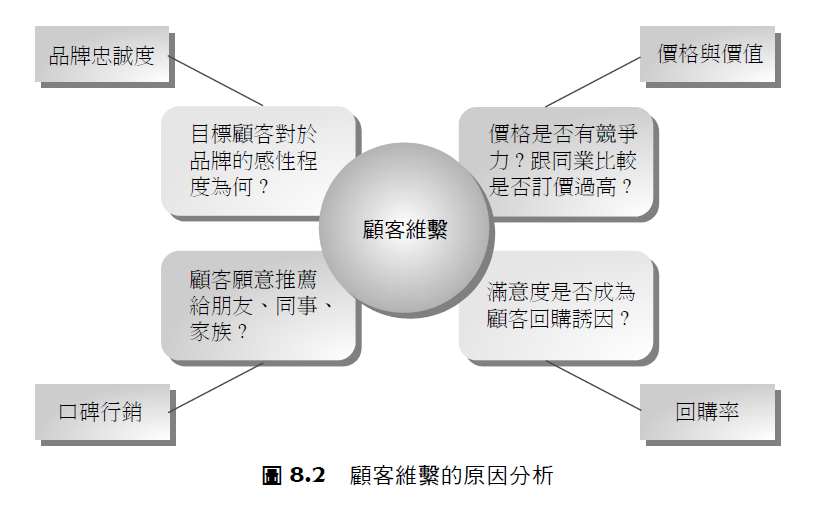 品牌忠誠度
價格與價值
目標顧客對於
品牌的感性程
度為何？
價格是否有競爭
力？跟同業比較
是否訂價過高？
顧客維繫
顧客願意推薦
給朋友、同事、
家族？
滿意度是否成為
顧客回購誘因？
口碑行銷
回購率
圖 8.2 顧客維繫的原因分析